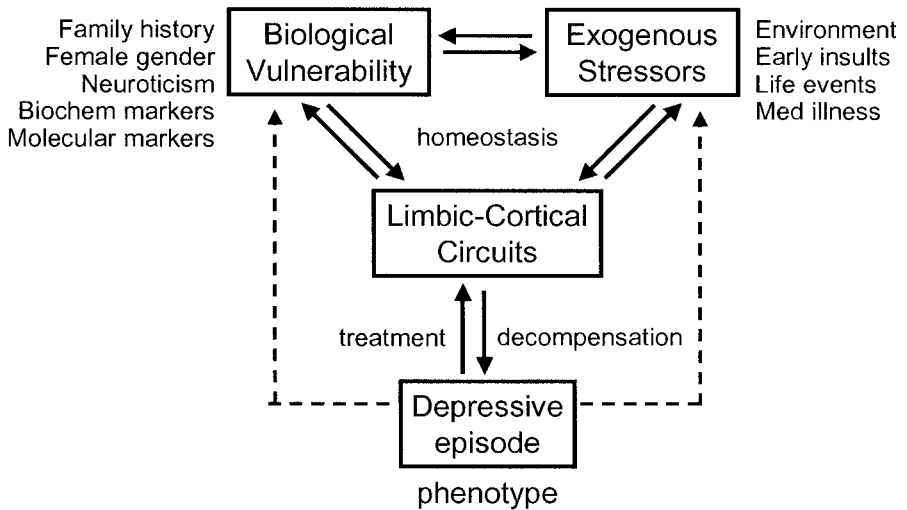 Family history
Female gender
Neuroticism
Biochem markers
Molecular markers
Biological
Vulnerability
Exogenous
Stressors
Environment
Early insults
Life events
Med illness
homeostasis
Limbic-Cortical
Circuits
treatment
decompensation
Depressive
episode
phenotype